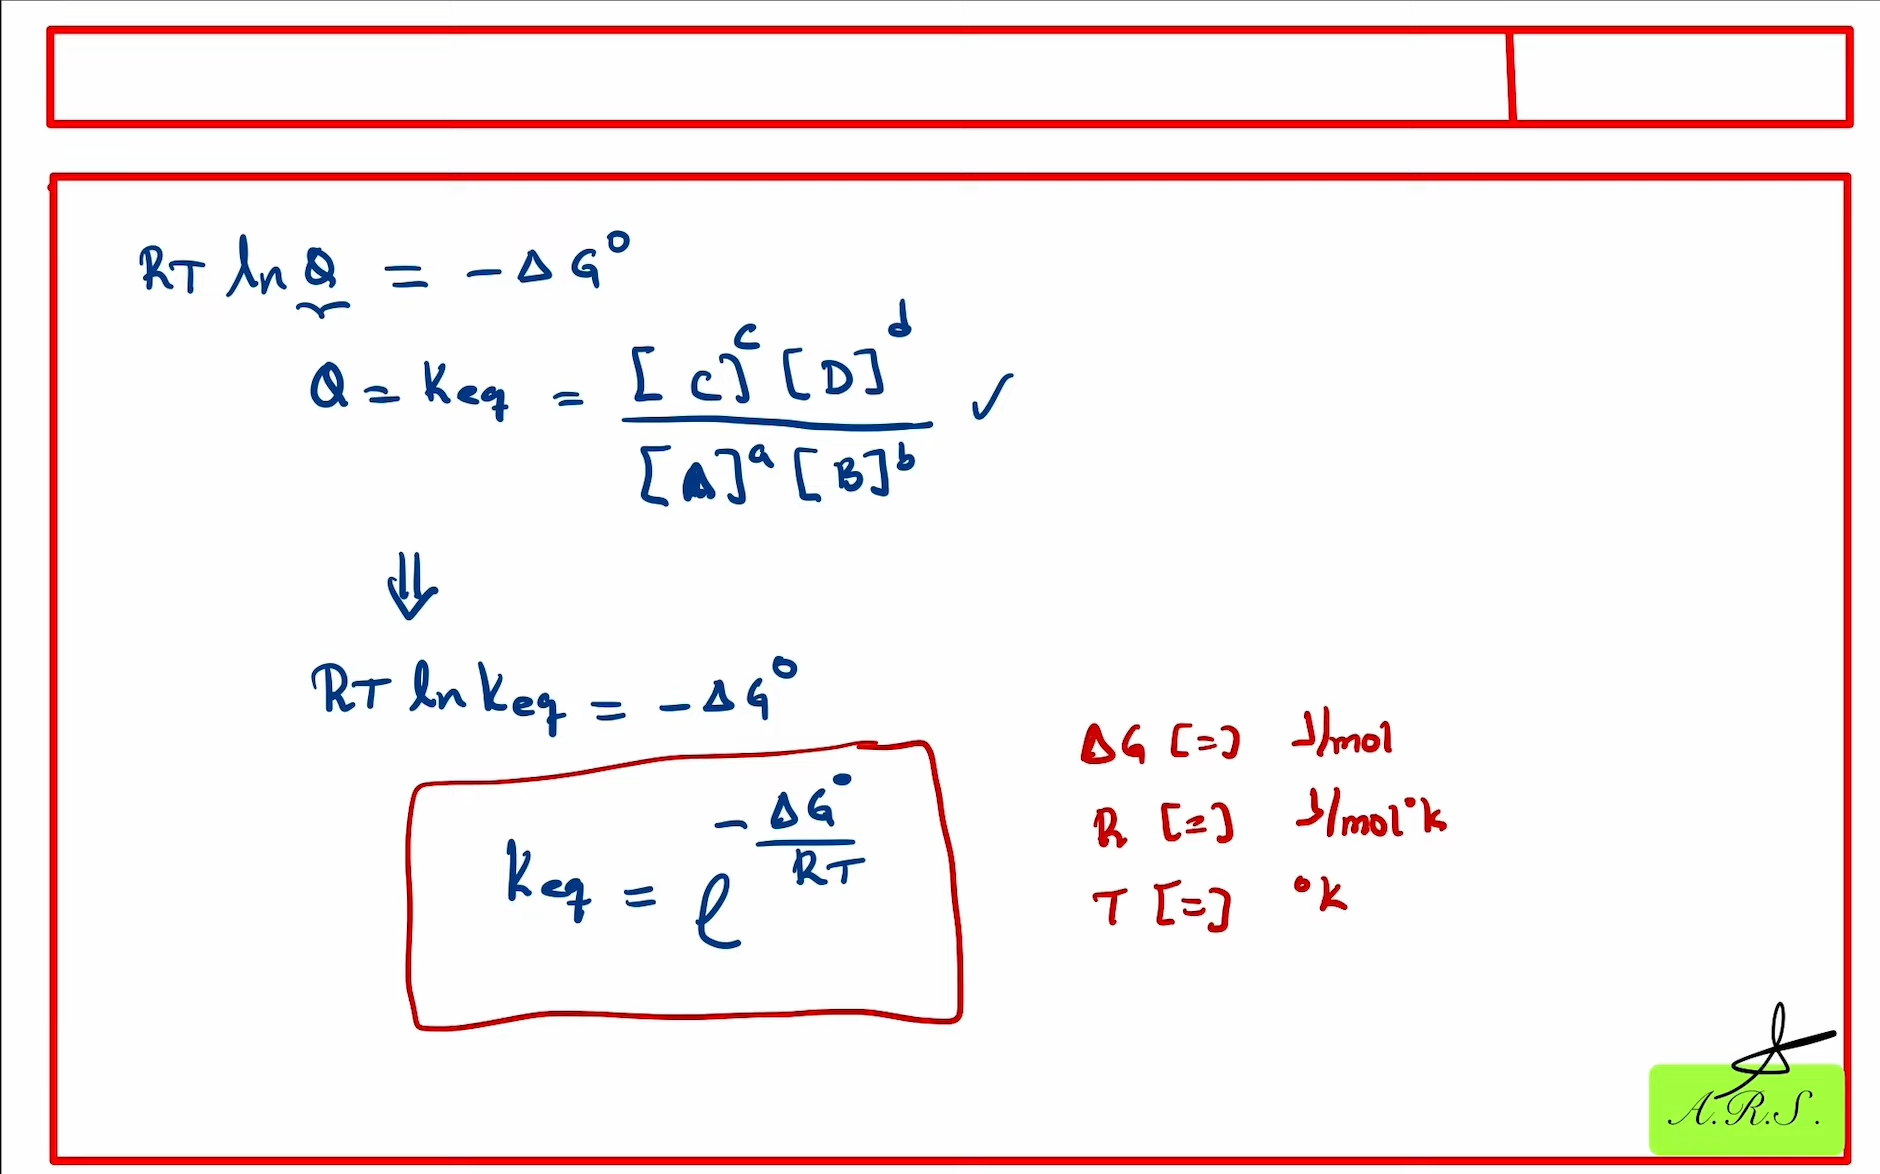 RT ln Q = - ΔG°
Q = Keq = [C]^c [D]^d / [A]^a [B]^b ✓
⇓
RT ln Keq = - ΔG°
Keq = e^(-ΔG°/RT)
ΔG [=] J/mol
R [=] J/mol°k
T [=] °k
A.R.S.